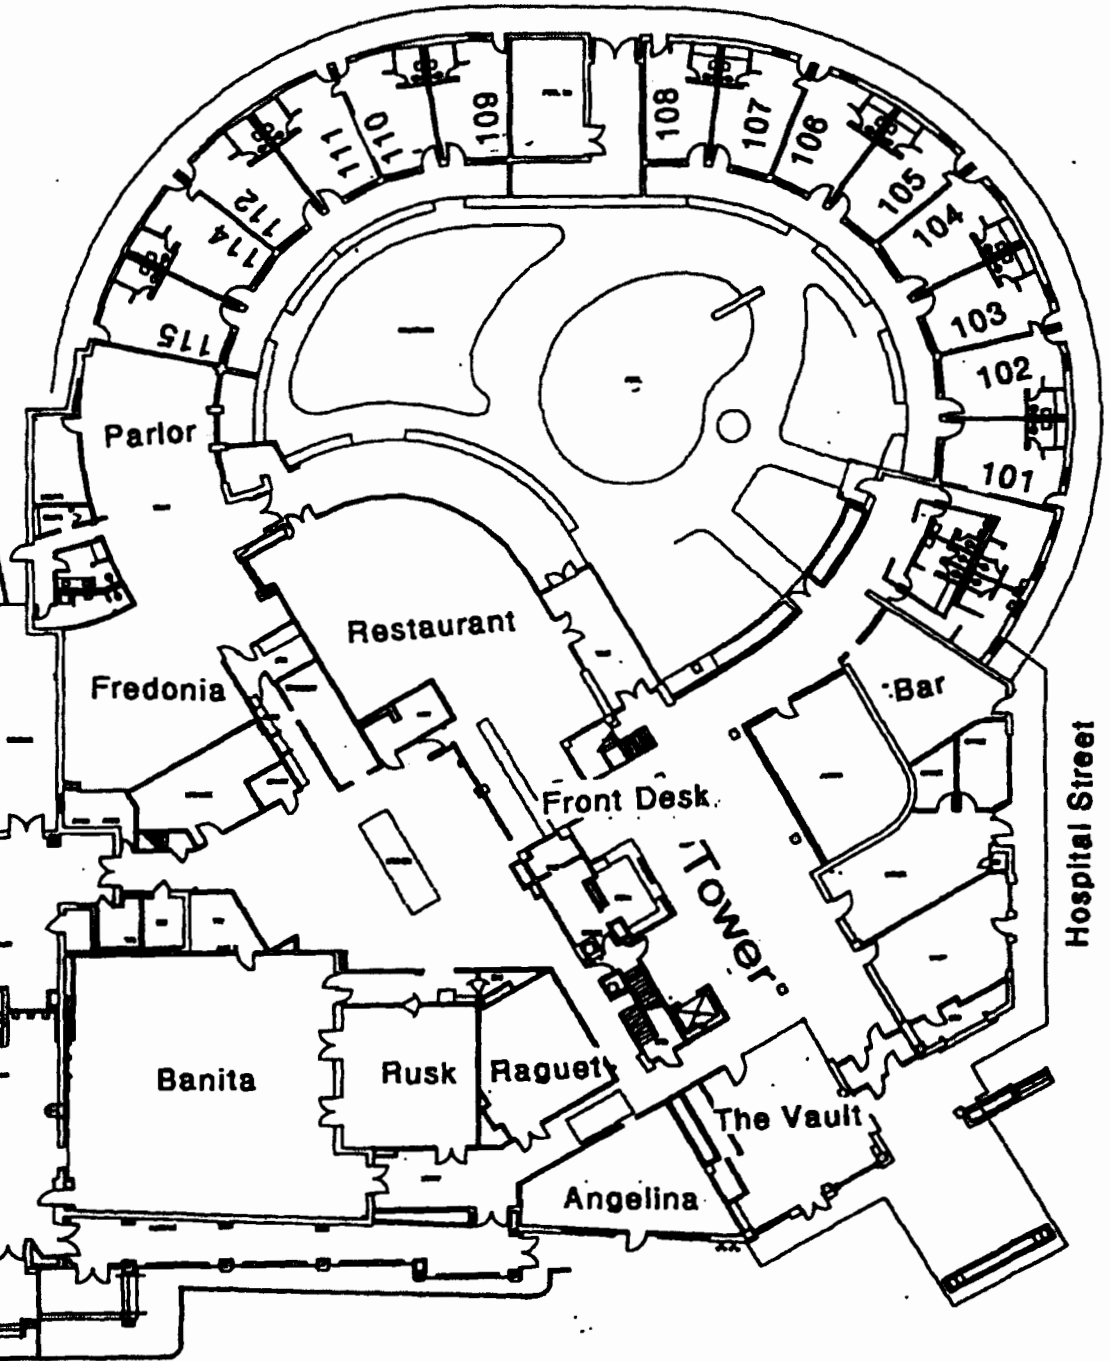 109
108
110
107
111
106
112
105
114
104
115
103
102
Parlor
101
Restaurant
Fredonia
Bar
Front Desk
Tower
Hospital Street
Banita
Rusk
Raguet
The Vault
Angelina